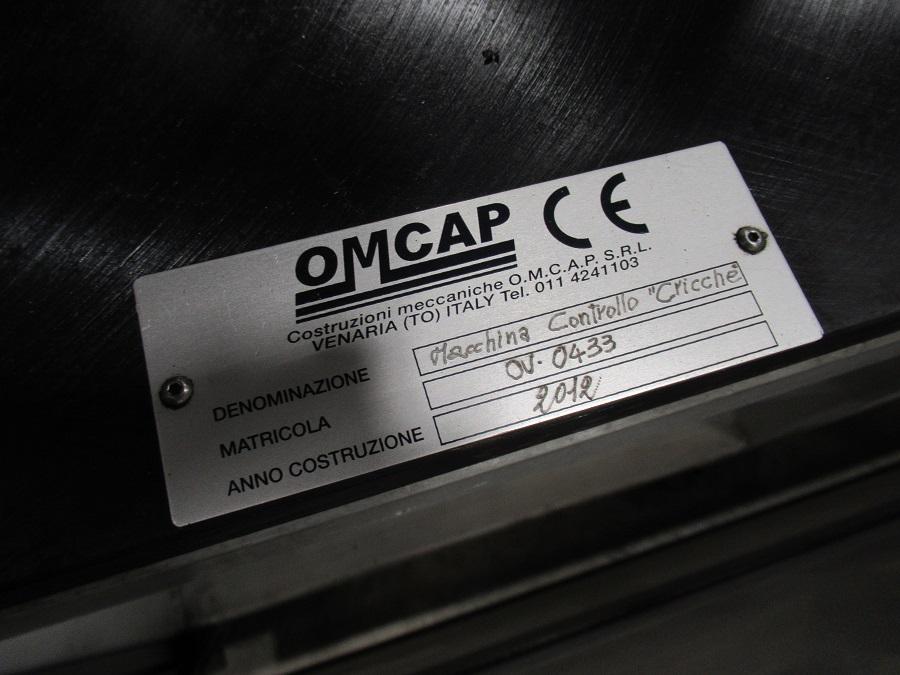 OMCAP CE
Costruzioni meccaniche O.M.C.A.P. S.R.L.
VENARIA (TO) ITALY Tel. 011 4241103
DENOMINAZIONE Macchina Controllo "Cricche"
MATRICOLA OV-0433
ANNO COSTRUZIONE 2012